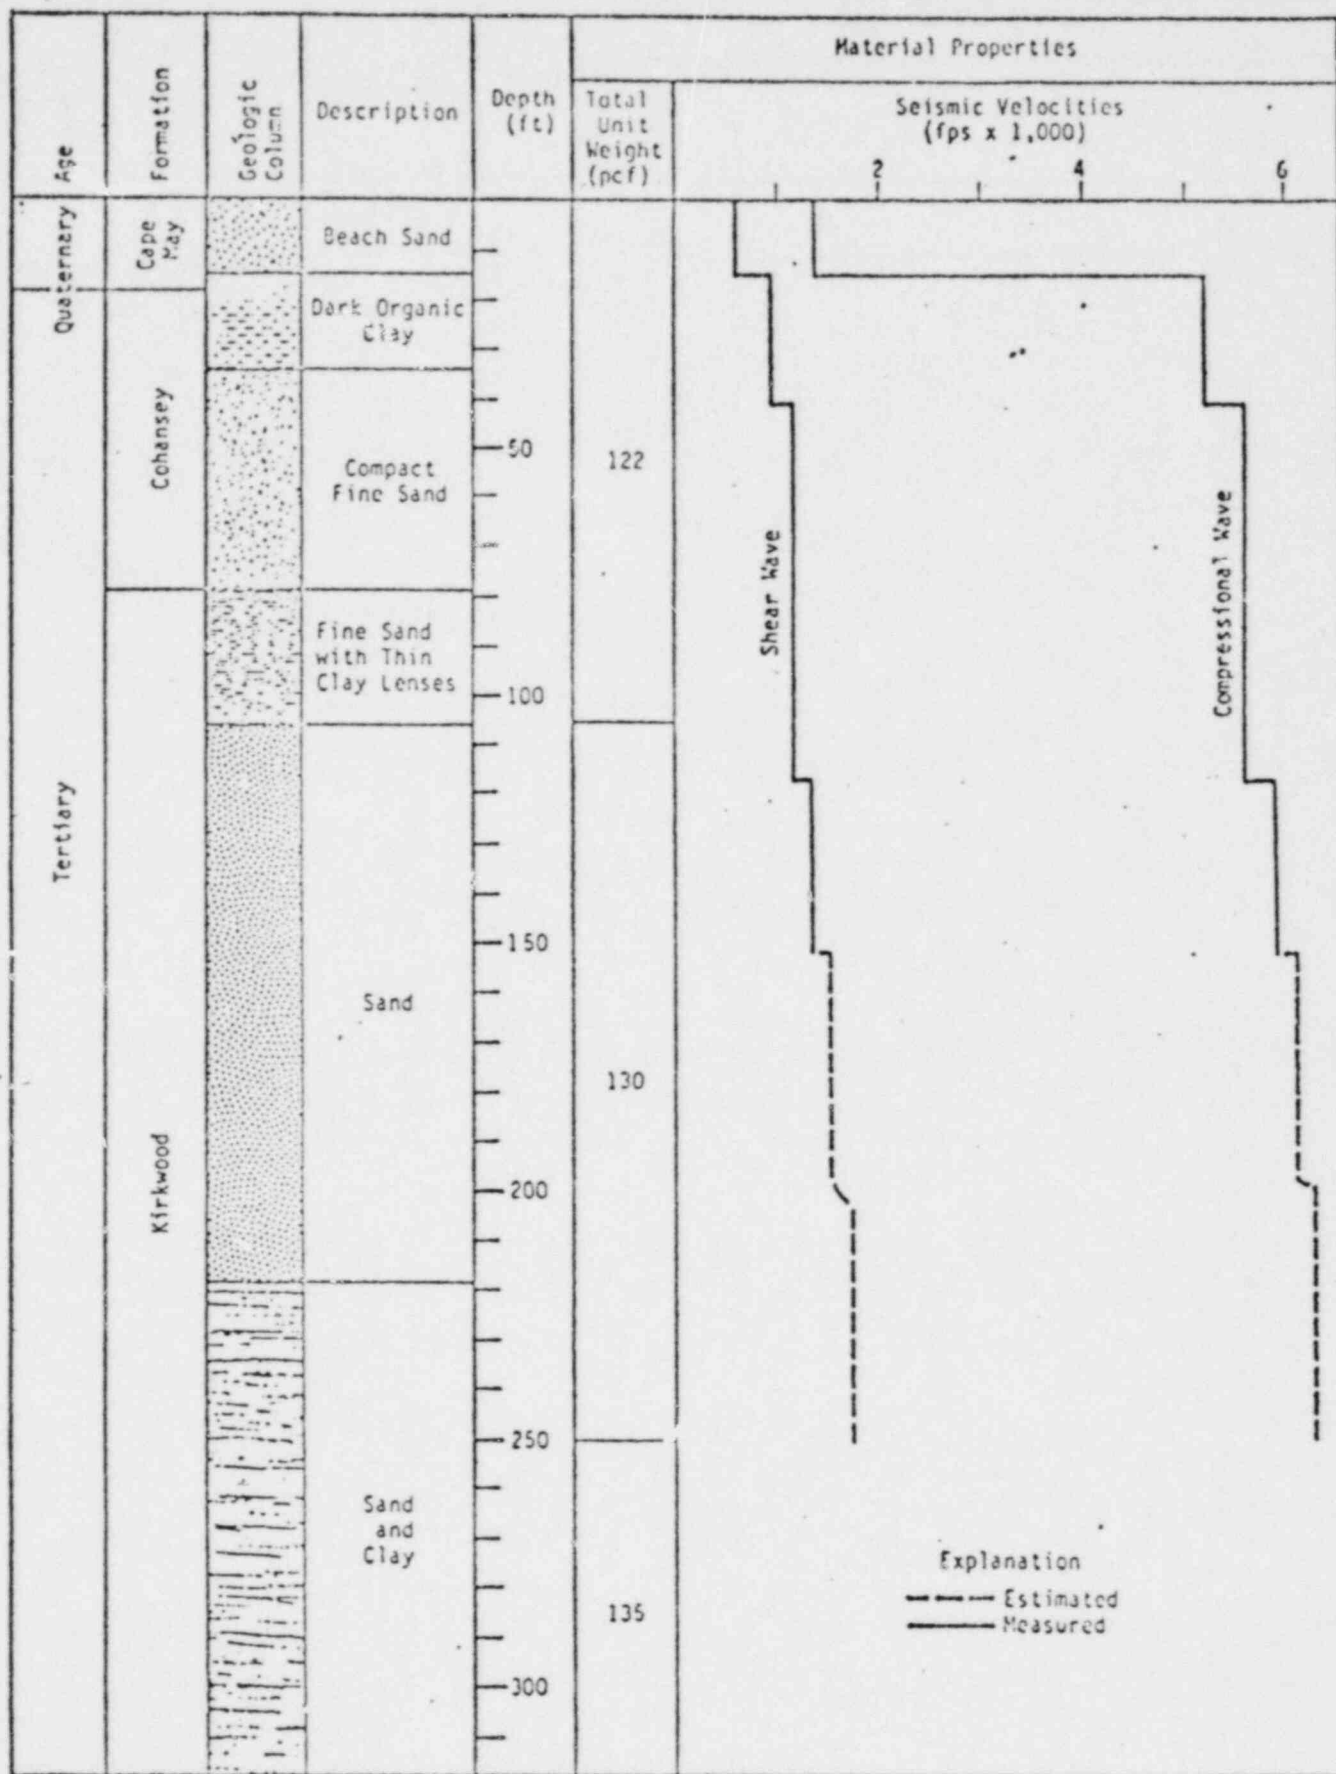 Material Properties
Age
Formation
Geologic
Column
Description
Depth
(ft)
Total
Unit
Weight
(pcf)
Seismic Velocities
(fps x 1,000)
2
4
6
Quaternary
Cape
May
Beach Sand
Dark Organic
Clay
Cohansey
Compact
Fine Sand
50
122
Shear Wave
Compressional Wave
Fine Sand
with Thin
Clay Lenses
100
Tertiary
150
Sand
130
Kirkwood
200
250
Sand
and
Clay
135
Explanation
Estimated
Measured
300